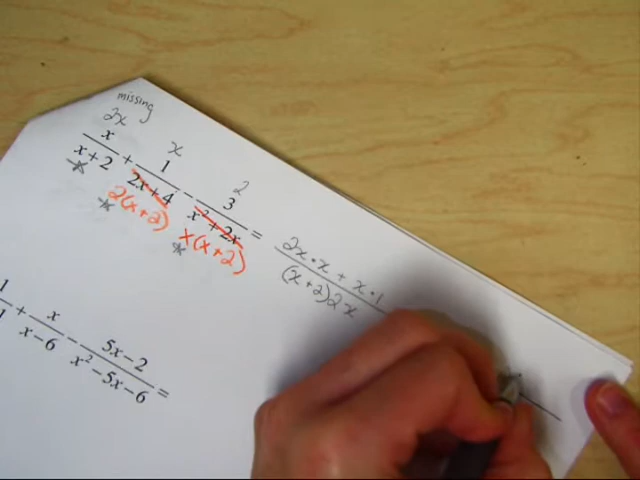 missing
2x x 2
x/(x+2) + 1/(2x+4) - 3/(x²+2x) = (2x·x + x·1)/((x+2)2x)
2(x+2) x(x+2)
+ x/(x-6) - (5x-2)/(x²-5x-6) =